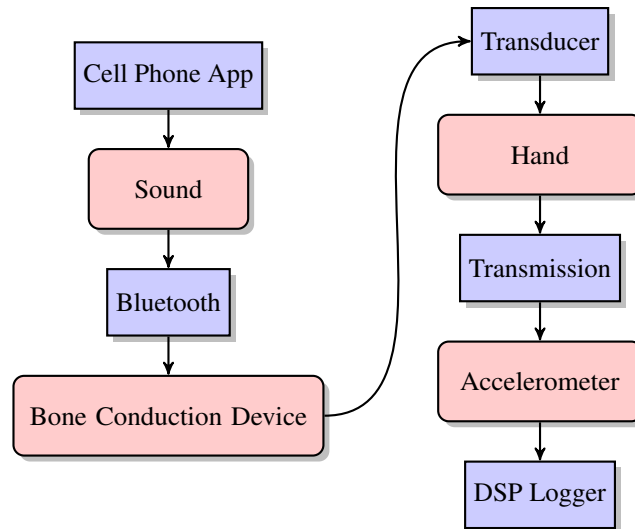 Cell Phone App
Sound
Bluetooth
Bone Conduction Device
Transducer
Hand
Transmission
Accelerometer
DSP Logger